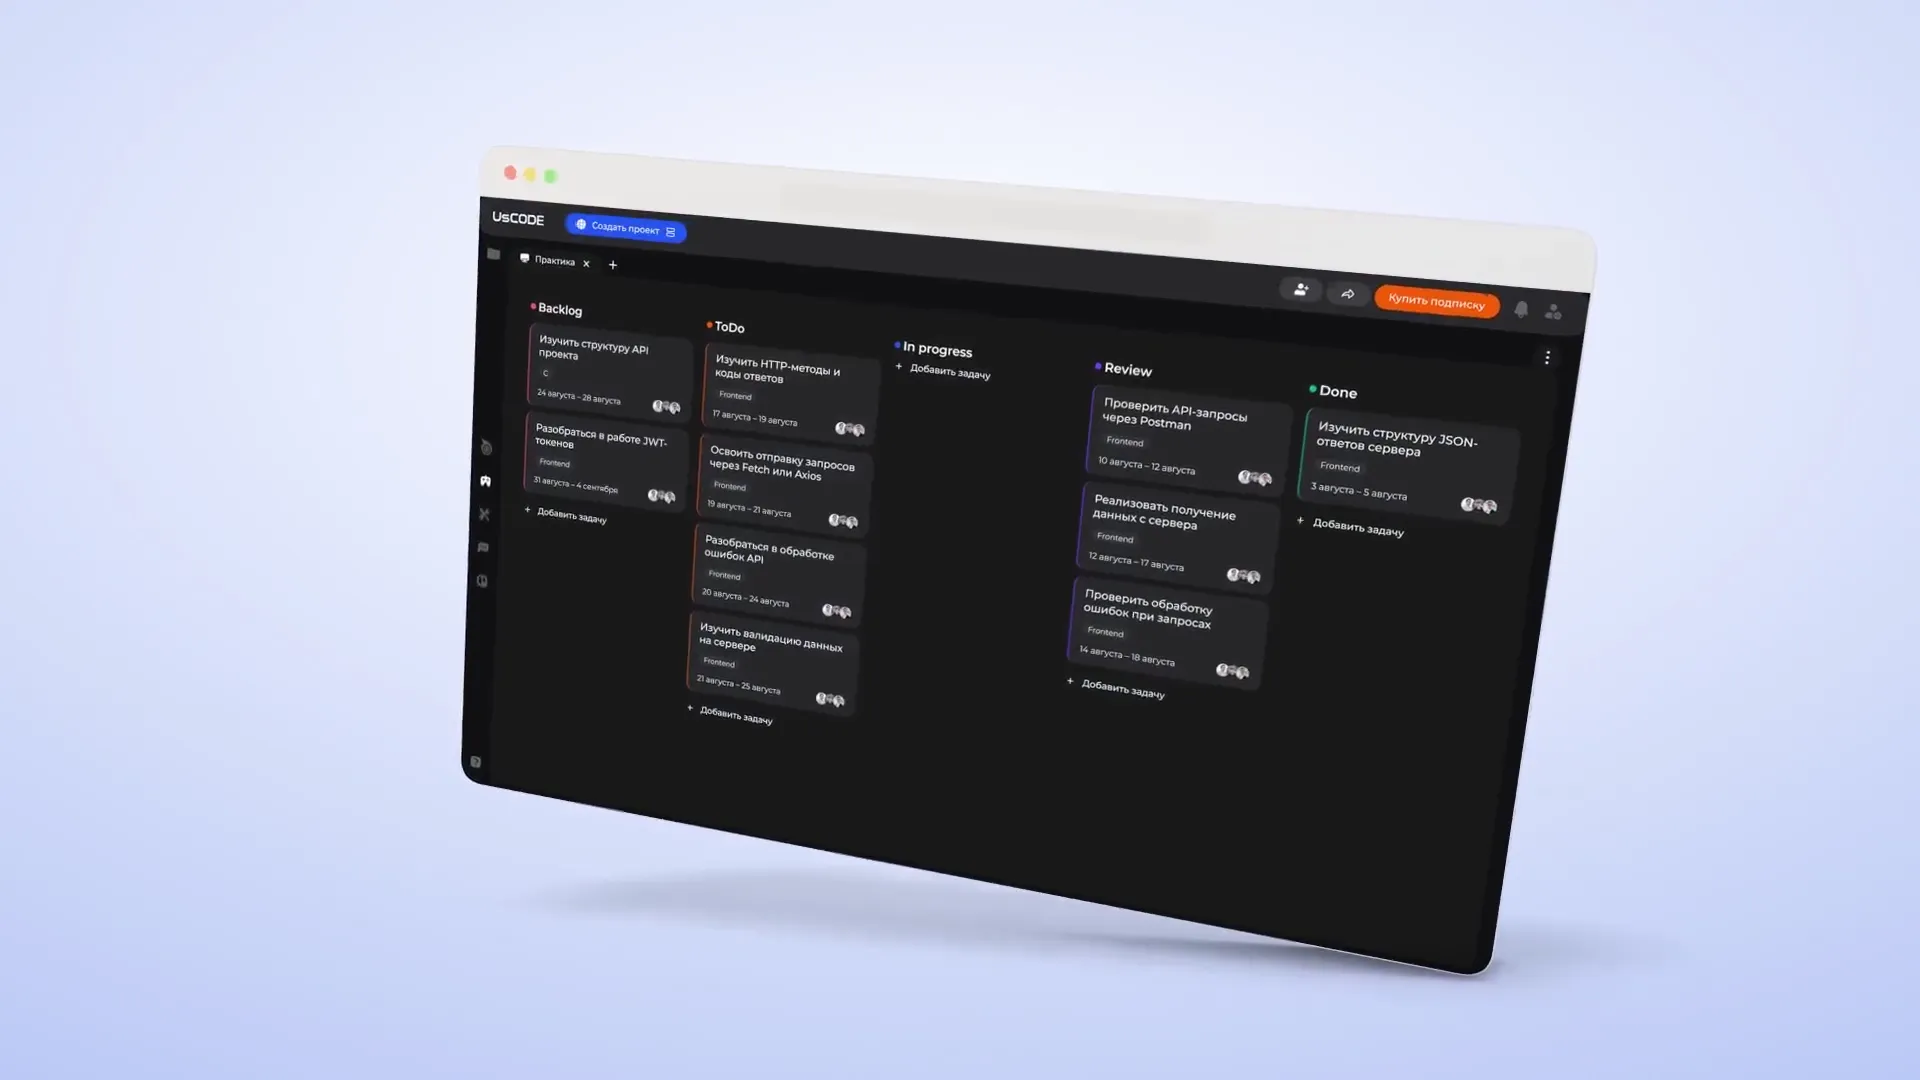 UsCODE
Создать проект
Практика
Купить подписку
Backlog
Изучить структуру API
проекта
C
24 августа – 28 августа
Разобраться в работе JWT-
токенов
Frontend
31 августа – 4 сентября
+ Добавить задачу
ToDo
Изучить HTTP-методы и
коды ответов
Frontend
17 августа – 19 августа
Освоить отправку запросов
через Fetch или Axios
Frontend
19 августа – 21 августа
Разобраться в обработке
ошибок API
Frontend
20 августа – 24 августа
Изучить валидацию данных
на сервере
Frontend
21 августа – 25 августа
+ Добавить задачу
In progress
+ Добавить задачу
Review
Проверить API-запросы
через Postman
Frontend
10 августа – 12 августа
Реализовать получение
данных с сервера
Frontend
12 августа – 17 августа
Проверить обработку
ошибок при запросах
Frontend
14 августа – 18 августа
+ Добавить задачу
Done
Изучить структуру JSON-
ответов сервера
Frontend
3 августа – 5 августа
+ Добавить задачу